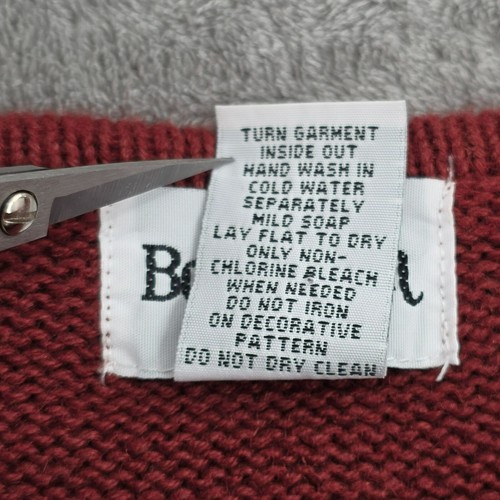 TURN GARMENT
INSIDE OUT
HAND WASH IN
COLD WATER
SEPARATELY
MILD SOAP
LAY FLAT TO DRY
ONLY NON-
CHLORINE BLEACH
WHEN NEEDED
DO NOT IRON
ON DECORATIVE
PATTERN
DO NOT DRY CLEAN